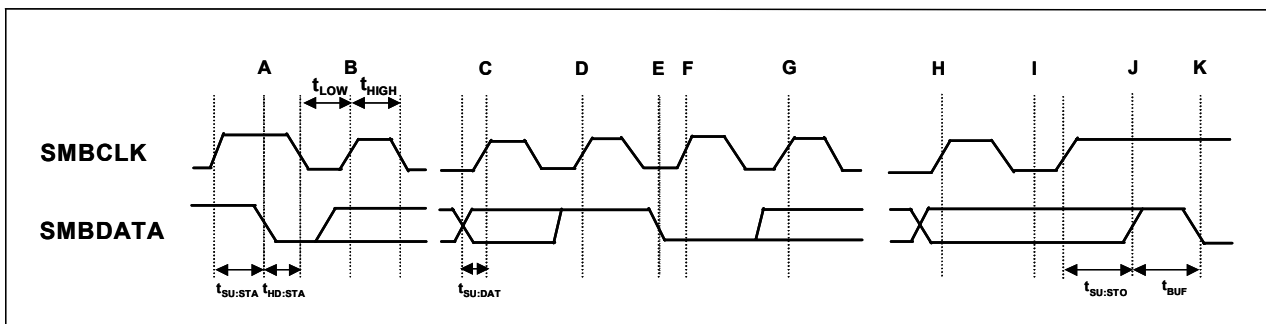 A B C D E F G H I J K
tLOW tHIGH
SMBCLK
SMBDATA
tSU:STA tHD:STA tSU:DAT tSU:STO tBUF